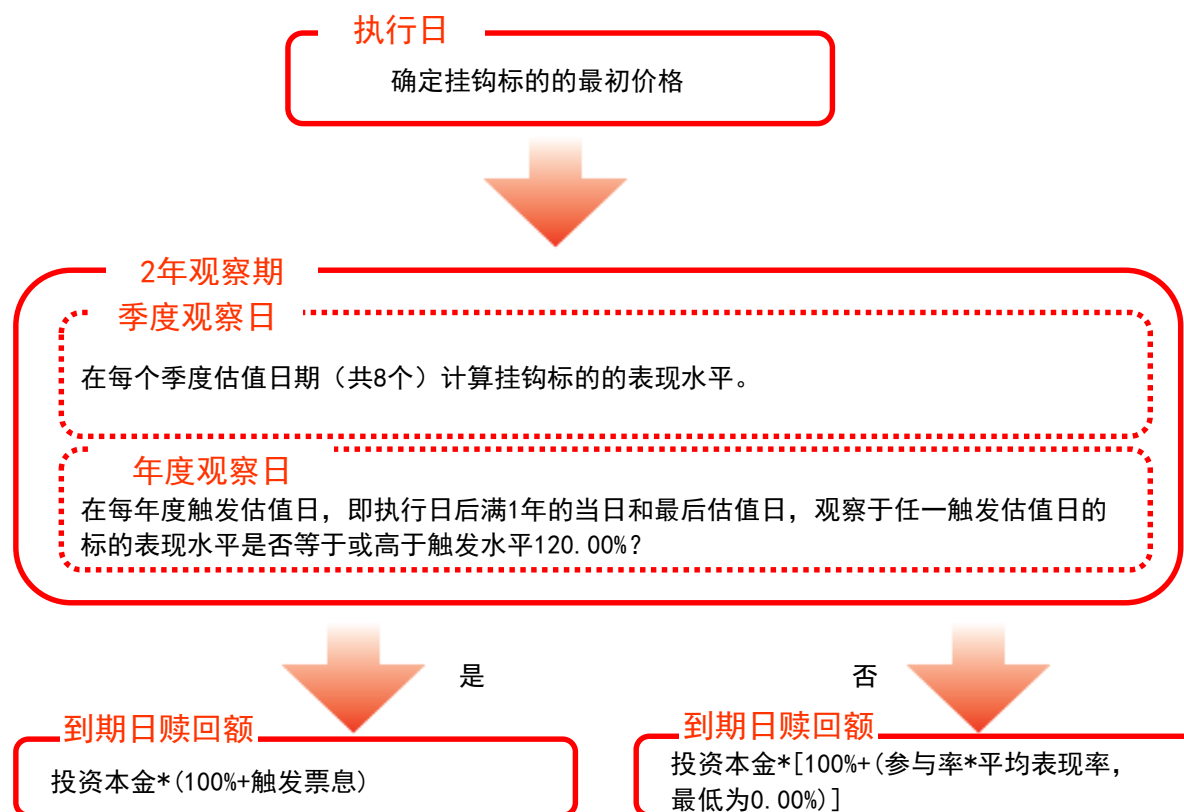 执行日
确定挂钩标的的最初价格
2年观察期
季度观察日
在每个季度估值日期（共8个）计算挂钩标的的表现水平。
年度观察日
在每年度触发估值日，即执行日后满1年的当日和最后估值日，观察于任一触发估值日的
标的表现水平是否等于或高于触发水平120.00%?
是
否
到期日赎回额
投资本金*(100%+触发票息)
到期日赎回额
投资本金*[100%+(参与率*平均表现率，
最低为0.00%)]